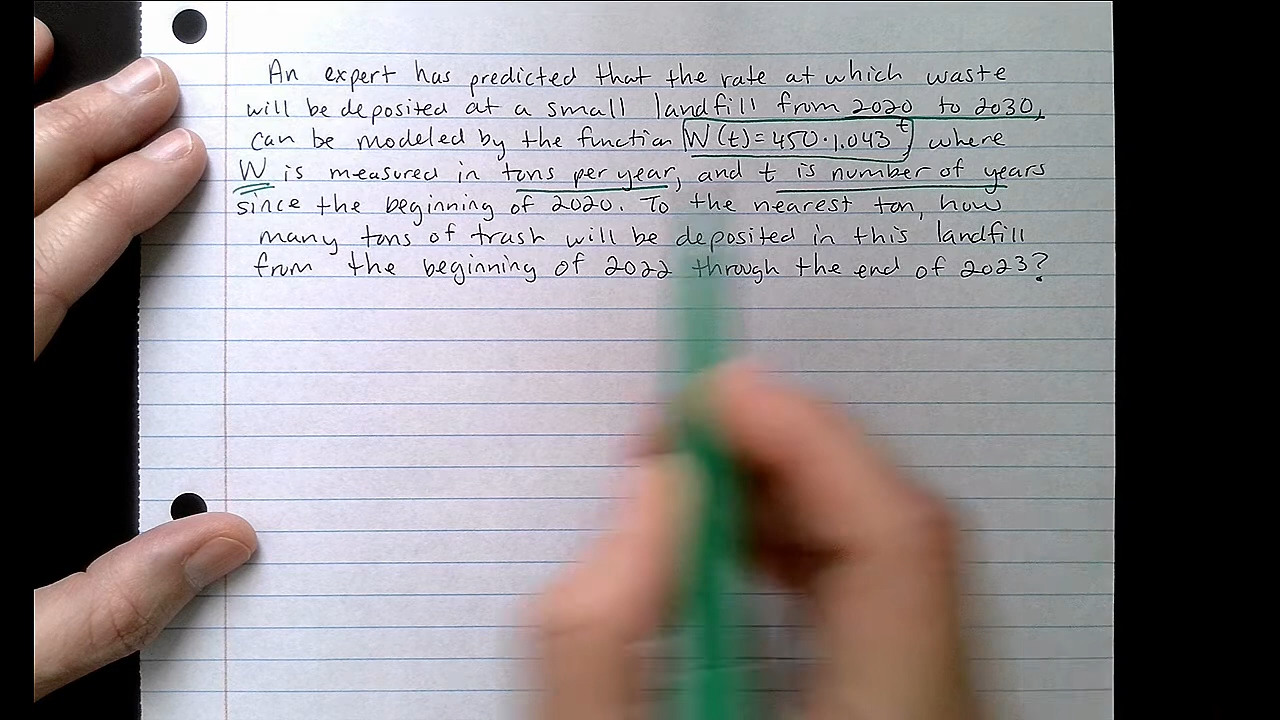 An expert has predicted that the rate at which waste
will be deposited at a small landfill from 2020 to 2030,
can be modeled by the function W(t)=450·1.043^t where
W is measured in tons per year, and t is number of years
since the beginning of 2020. To the nearest ton, how
many tons of trash will be deposited in this landfill
from the beginning of 2022 through the end of 2023?